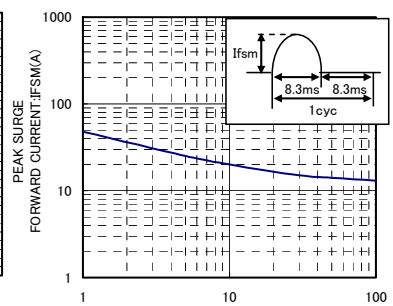 PEAK SURGE
FORWARD CURRENT:IFSM(A)
1000
100
10
1
1
10
100
Ifsm
8.3ms
8.3ms
1cyc